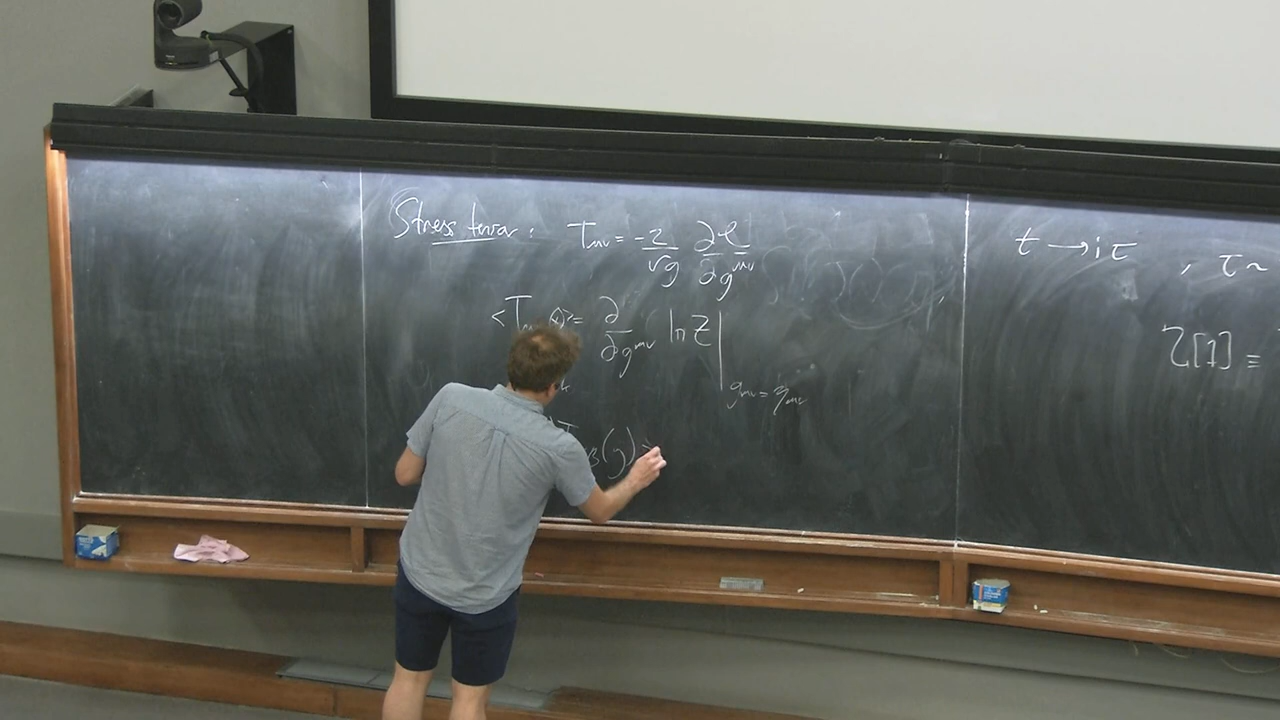 Stress tensor : T_{μν} = -2/√g ∂ℒ/∂g^{μν}
<T_{μν}(x)> = ∂/∂g^{μν} ln Z | g_{μν} = η_{μν}
(y)
t → iτ , τ ~
Z[J] ≡